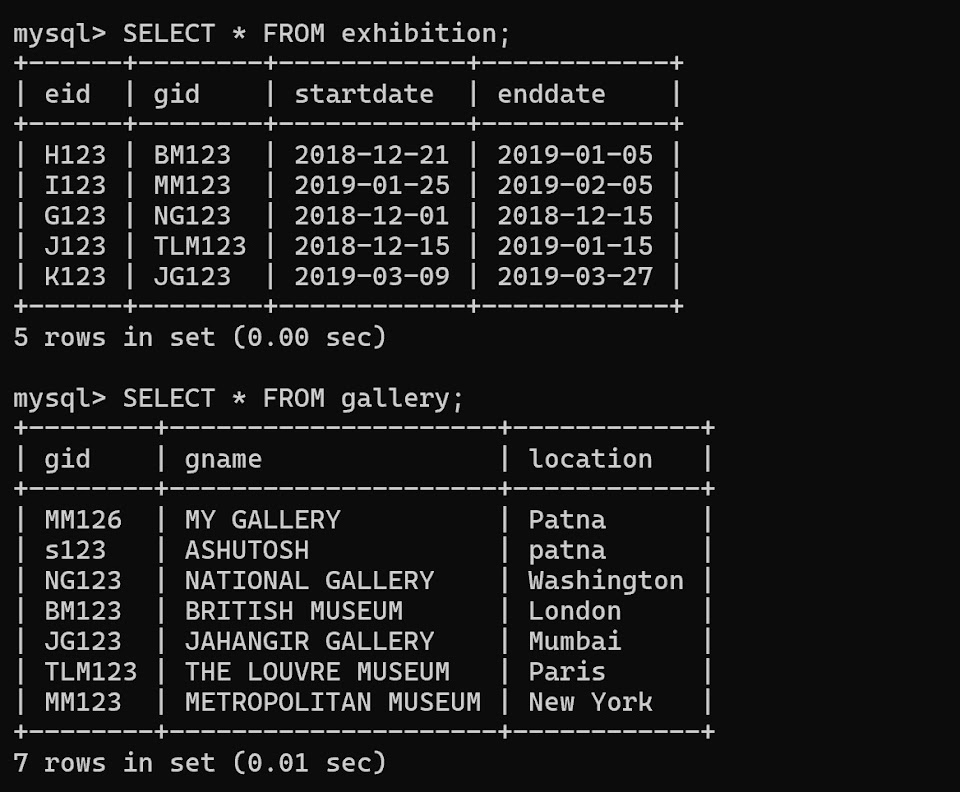 mysql> SELECT * FROM exhibition;
+------+--------+------------+------------+
| eid  | gid    | startdate  | enddate    |
+------+--------+------------+------------+
| H123 | BM123  | 2018-12-21 | 2019-01-05 |
| I123 | MM123  | 2019-01-25 | 2019-02-05 |
| G123 | NG123  | 2018-12-01 | 2018-12-15 |
| J123 | TLM123 | 2018-12-15 | 2019-01-15 |
| K123 | JG123  | 2019-03-09 | 2019-03-27 |
+------+--------+------------+------------+
5 rows in set (0.00 sec)

mysql> SELECT * FROM gallery;
+--------+---------------------+------------+
| gid    | gname               | location   |
+--------+---------------------+------------+
| MM126  | MY GALLERY          | Patna      |
| s123   | ASHUTOSH            | patna      |
| NG123  | NATIONAL GALLERY    | Washington |
| BM123  | BRITISH MUSEUM      | London     |
| JG123  | JAHANGIR GALLERY    | Mumbai     |
| TLM123 | THE LOUVRE MUSEUM   | Paris      |
| MM123  | METROPOLITAN MUSEUM | New York   |
+--------+---------------------+------------+
7 rows in set (0.01 sec)